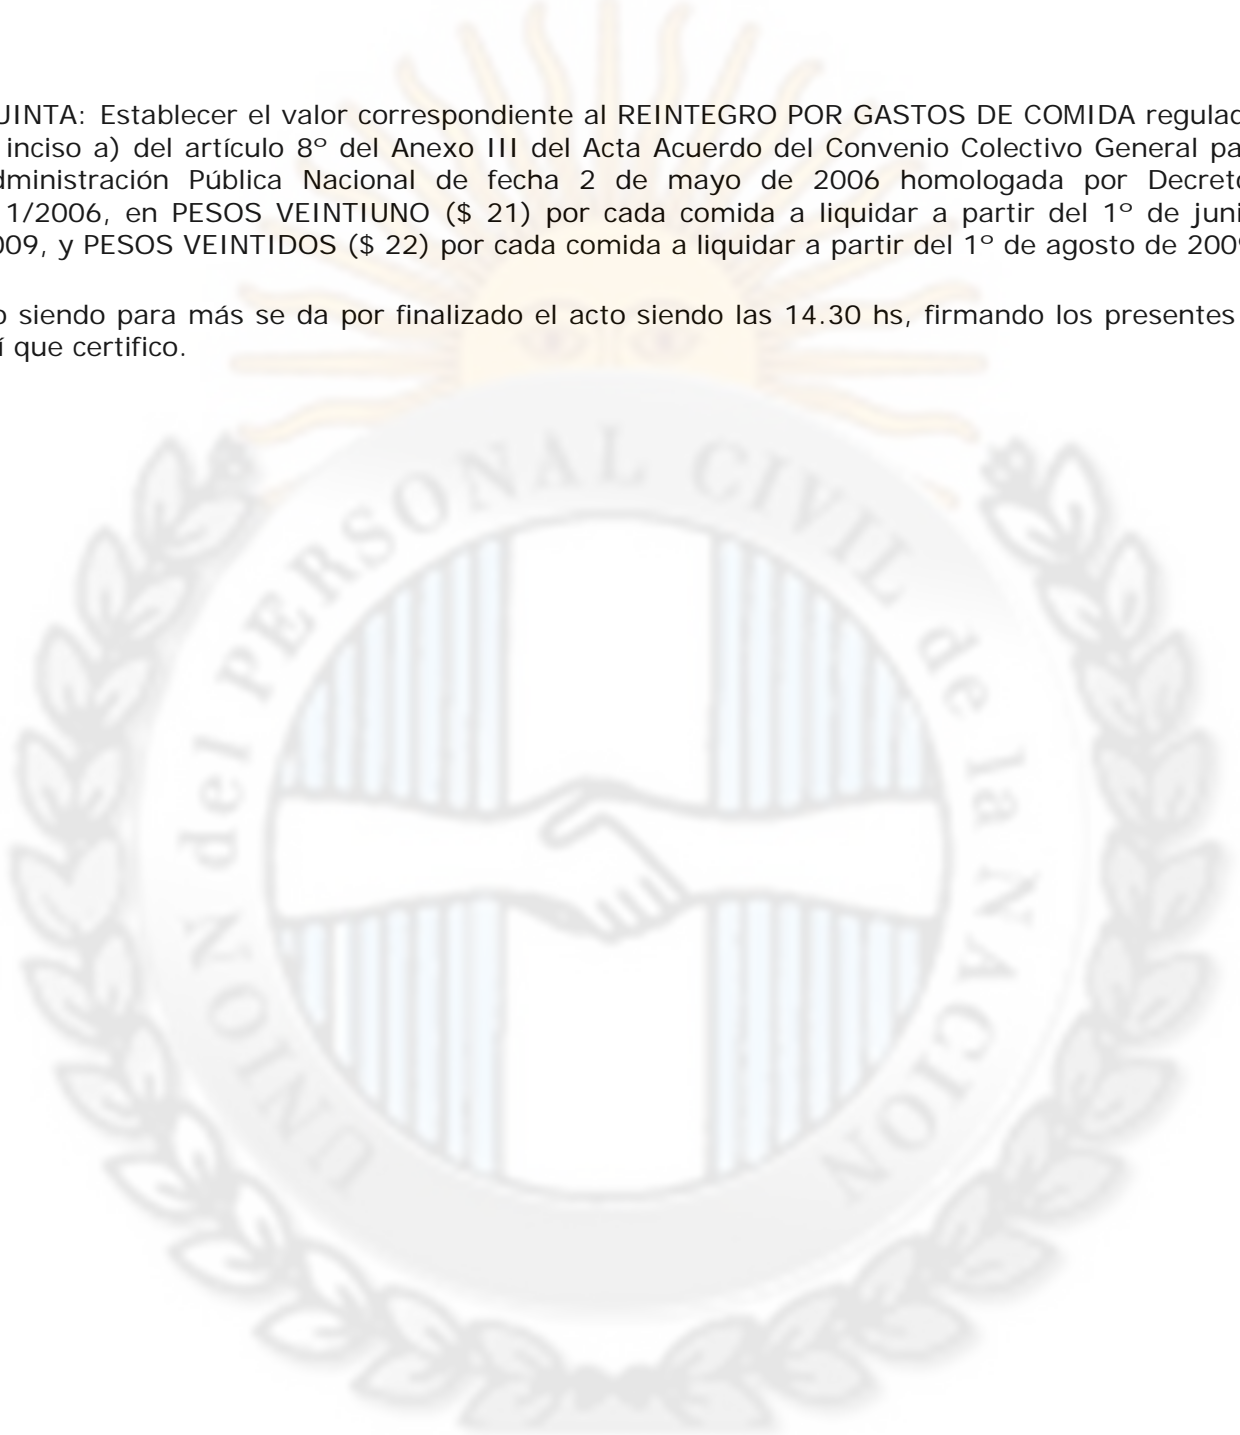 UINTA: Establecer el valor correspondiente al REINTEGRO POR GASTOS DE COMIDA regulad
inciso a) del artículo 8º del Anexo III del Acta Acuerdo del Convenio Colectivo General pa
dministración Pública Nacional de fecha 2 de mayo de 2006 homologada por Decreto
1/2006, en PESOS VEINTIUNO ($ 21) por cada comida a liquidar a partir del 1º de juni
009, y PESOS VEINTIDOS ($ 22) por cada comida a liquidar a partir del 1º de agosto de 2009
o siendo para más se da por finalizado el acto siendo las 14.30 hs, firmando los presentes
í que certifico.
UNION del PERSONAL CIVIL de la NACION